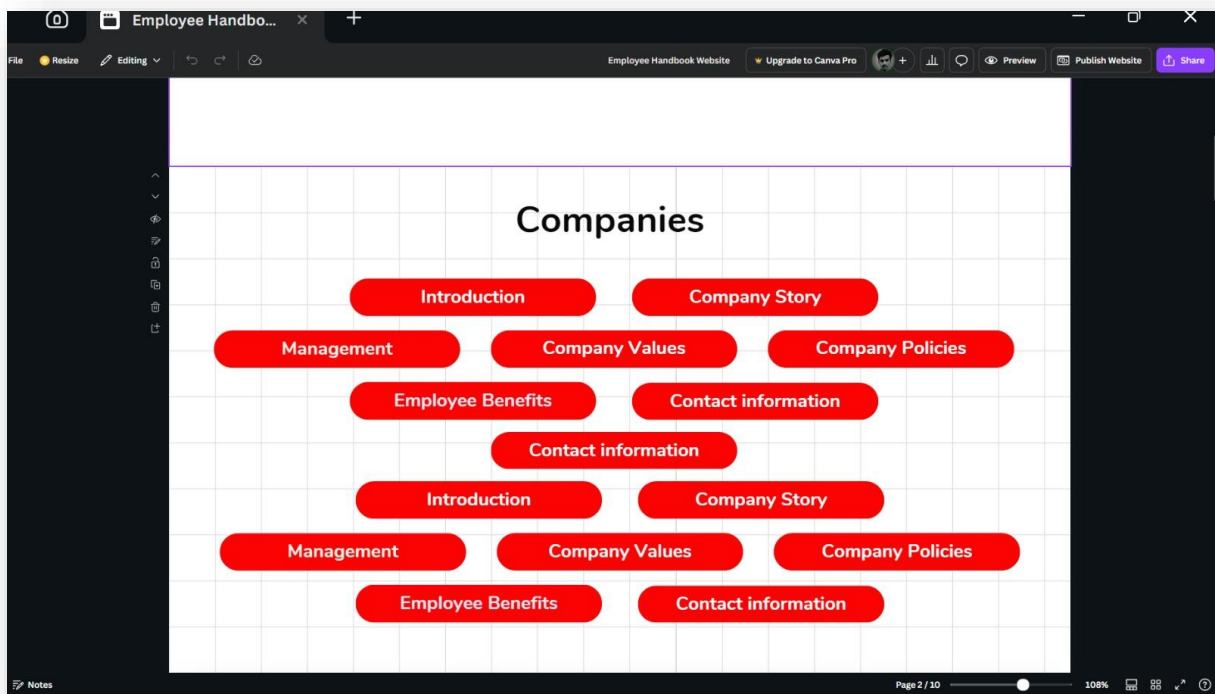 Employee Handbo...
File Resize Editing Employee Handbook Website Upgrade to Canva Pro Preview Publish Website Share
Companies
Introduction Company Story
Management Company Values Company Policies
Employee Benefits Contact information
Contact information
Introduction Company Story
Management Company Values Company Policies
Employee Benefits Contact information
Notes Page 2 / 10 108%